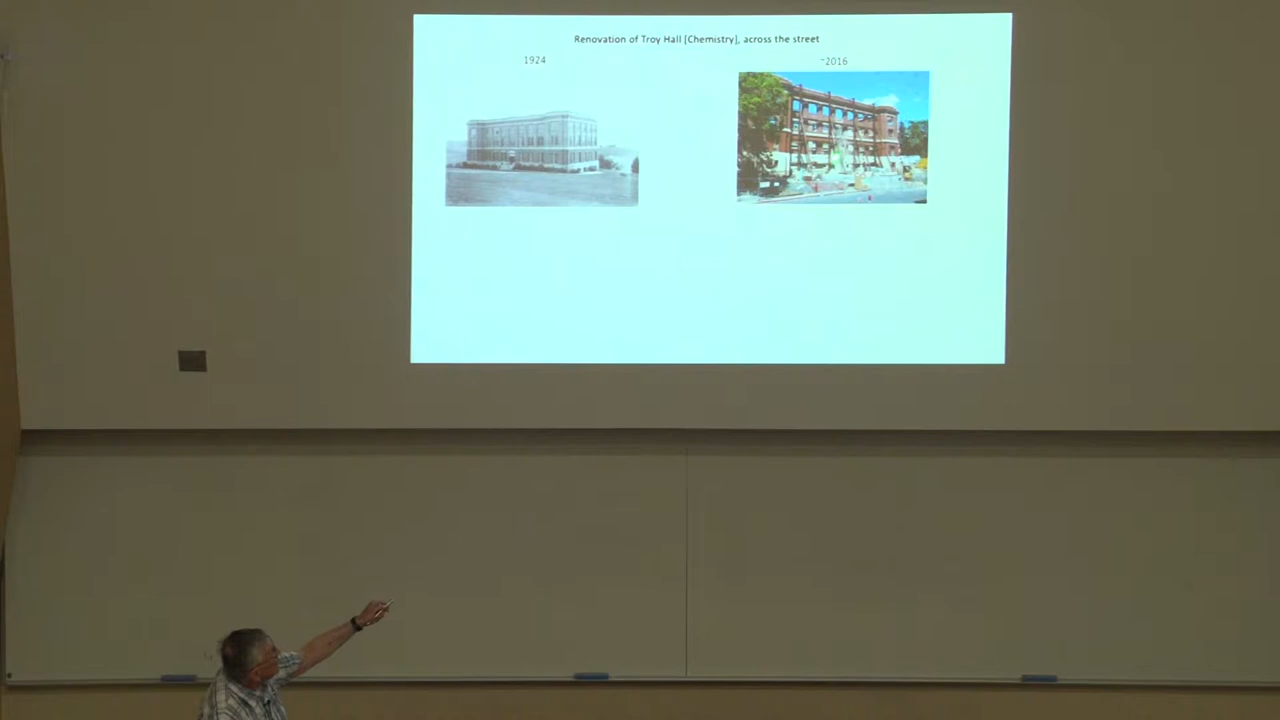 Renovation of Troy Hall [Chemistry], across the street
1924
~2016